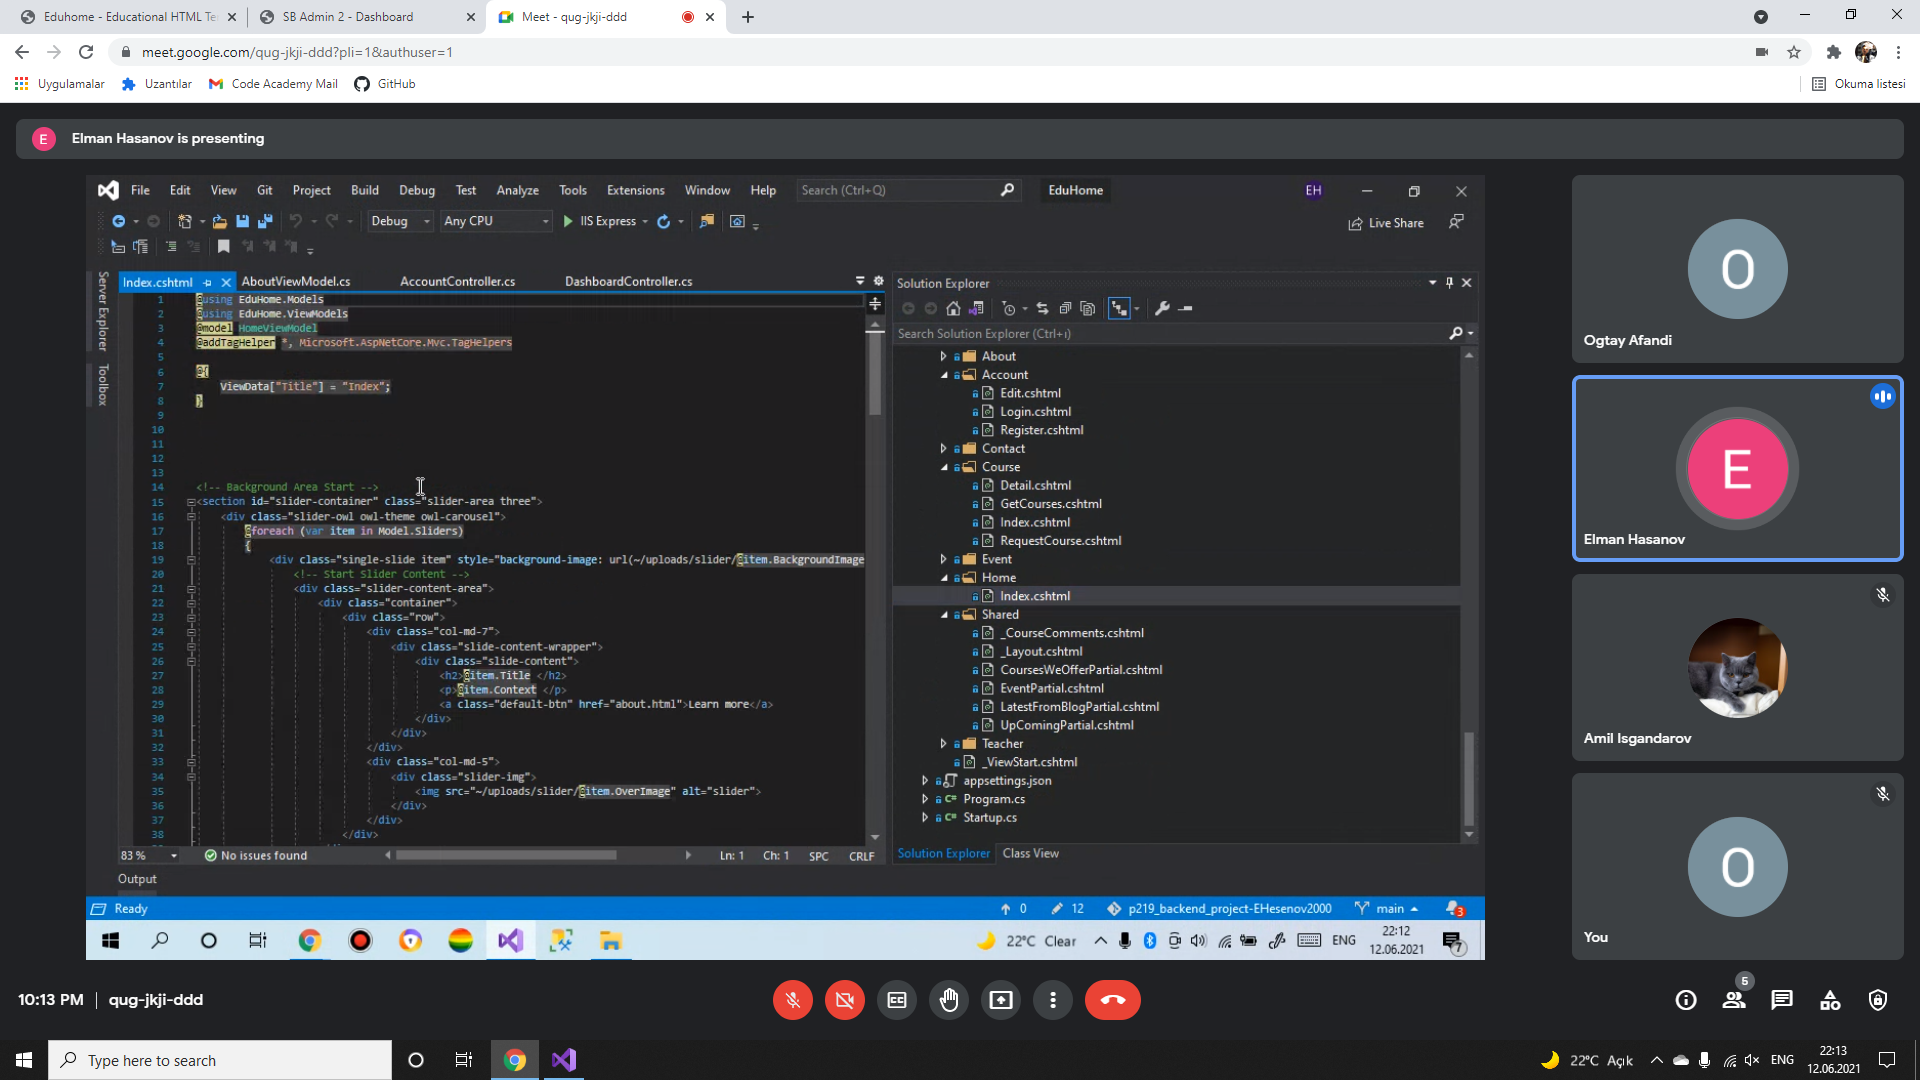 Eduhome - Educational HTML Te
SB Admin 2 - Dashboard
Meet - qug-jkji-ddd
meet.google.com/qug-jkji-ddd?pli=1&authuser=1
Uygulamalar
Uzantılar
Code Academy Mail
GitHub
Okuma listesi
E
Elman Hasanov is presenting
File Edit View Git Project Build Debug Test Analyze Tools Extensions Window Help
Search (Ctrl+Q)
EduHome
EH
Debug
Any CPU
IIS Express
Live Share
Server Explorer
Toolbox
Index.cshtml
AboutViewModel.cs
AccountController.cs
DashboardController.cs
1 @using EduHome.Models
2 @using EduHome.ViewModels
3 @model HomeViewModel
4 @addTagHelper *, Microsoft.AspNetCore.Mvc.TagHelpers
5
6 @{
7 ViewData["Title"] = "Index";
8 }
9
10
11
12
13
14 <!-- Background Area Start -->
15 <section id="slider-container" class="slider-area three">
16 <div class="slider-owl owl-theme owl-carousel">
17 @foreach (var item in Model.Sliders)
18 {
19 <div class="single-slide item" style="background-image: url(~/uploads/slider/@item.BackgroundImage
20 <!-- Start Slider Content -->
21 <div class="slider-content-area">
22 <div class="container">
23 <div class="row">
24 <div class="col-md-7">
25 <div class="slide-content-wrapper">
26 <div class="slide-content">
27 <h2>@item.Title </h2>
28 <p>@item.Context </p>
29 <a class="default-btn" href="about.html">Learn more</a>
30 </div>
31 </div>
32 </div>
33 <div class="col-md-5">
34 <div class="slider-img">
35 <img src="~/uploads/slider/@item.OverImage" alt="slider">
36 </div>
37 </div>
38 </div>
83 %
No issues found
Ln: 1
Ch: 1
SPC
CRLF
Output
Solution Explorer
Search Solution Explorer (Ctrl+ı)
About
Account
Edit.cshtml
Login.cshtml
Register.cshtml
Contact
Course
Detail.cshtml
GetCourses.cshtml
Index.cshtml
RequestCourse.cshtml
Event
Home
Index.cshtml
Shared
_CourseComments.cshtml
_Layout.cshtml
CoursesWeOfferPartial.cshtml
EventPartial.cshtml
LatestFromBlogPartial.cshtml
UpComingPartial.cshtml
Teacher
_ViewStart.cshtml
appsettings.json
C# Program.cs
C# Startup.cs
Solution Explorer
Class View
Ready
0
12
p219_backend_project-EHesenov2000
main
3
22°C Clear
ENG
22:12
12.06.2021
7
O
Ogtay Afandi
E
Elman Hasanov
Amil Isgandarov
O
You
10:13 PM | qug-jkji-ddd
5
Type here to search
22°C Açık
ENG
22:13
12.06.2021